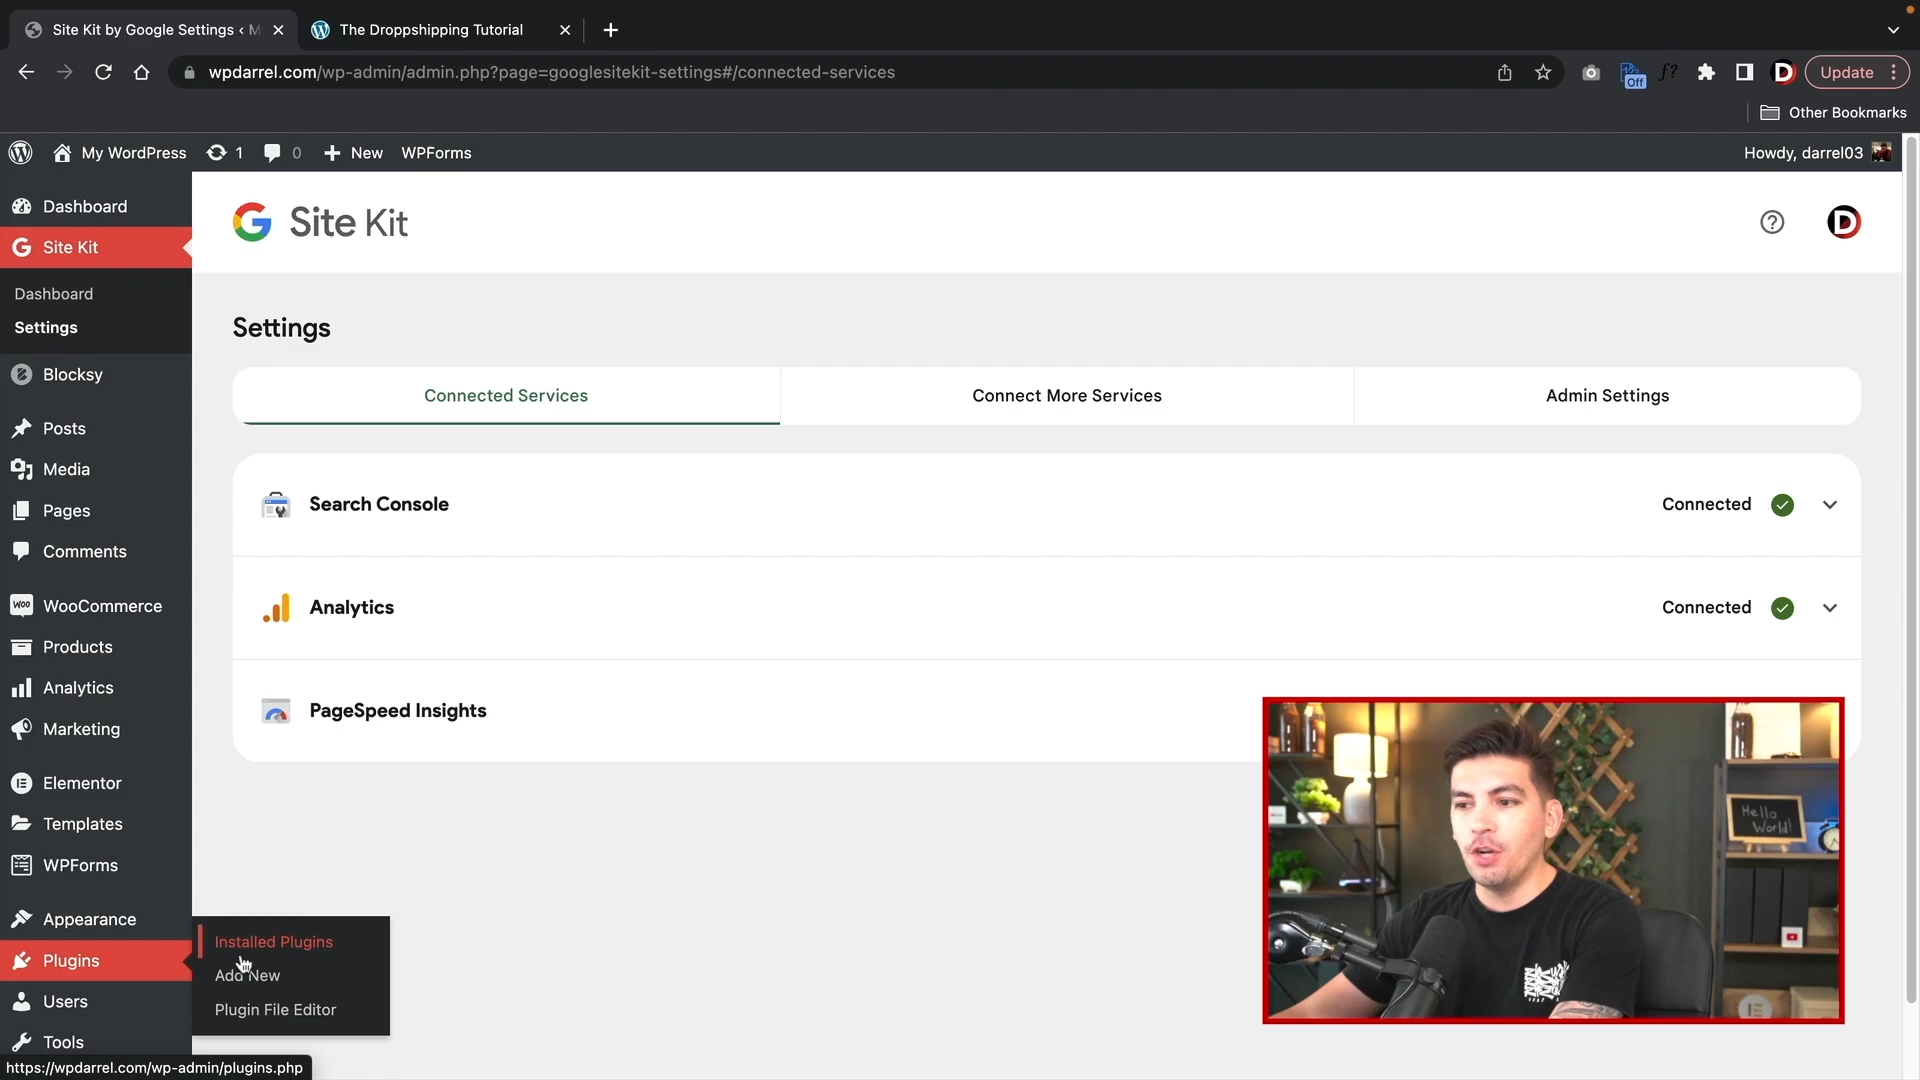 Site Kit by Google Settings ‹ M
The Droppshipping Tutorial
wpdarrel.com/wp-admin/admin.php?page=googlesitekit-settings#/connected-services
Off
f?
D
Update
Other Bookmarks
My WordPress
1
0
New
WPForms
Howdy, darrel03
Dashboard
Site Kit
Dashboard
Settings
Blocksy
Posts
Media
Pages
Comments
WooCommerce
Products
Analytics
Marketing
Elementor
Templates
WPForms
Appearance
Plugins
Users
Tools
Installed Plugins
Add New
Plugin File Editor
https://wpdarrel.com/wp-admin/plugins.php
Site Kit
D
Settings
Connected Services
Connect More Services
Admin Settings
Search Console
Connected
Analytics
Connected
PageSpeed Insights
Hello
World!